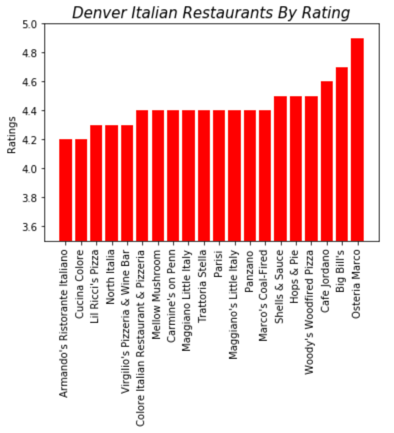 Denver Italian Restaurants By Rating
5.0
4.8
4.6
4.4
4.2
4.0
3.8
3.6
Ratings
Armando's Ristorante Italiano
Cucina Colore
Lil Ricci's Pizza
North Italia
Virgilio's Pizzeria & Wine Bar
Colore Italian Restaurant & Pizzeria
Mellow Mushroom
Carmine's on Penn
Maggiano Little Italy
Trattoria Stella
Parisi
Maggiano's Little Italy
Panzano
Marco's Coal-Fired
Shells & Sauce
Hops & Pie
Woody's Woodfired Pizza
Cafe Jordano
Big Bill's
Osteria Marco